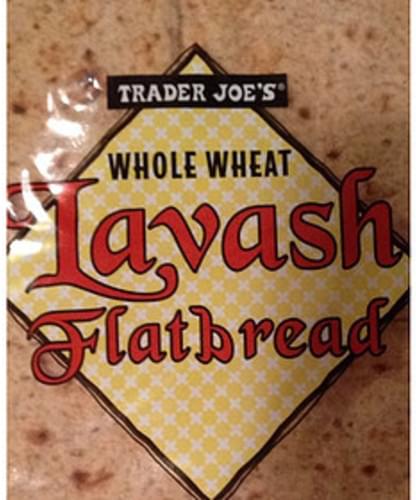 TRADER JOE'S®
WHOLE WHEAT
Lavash
Flatbread